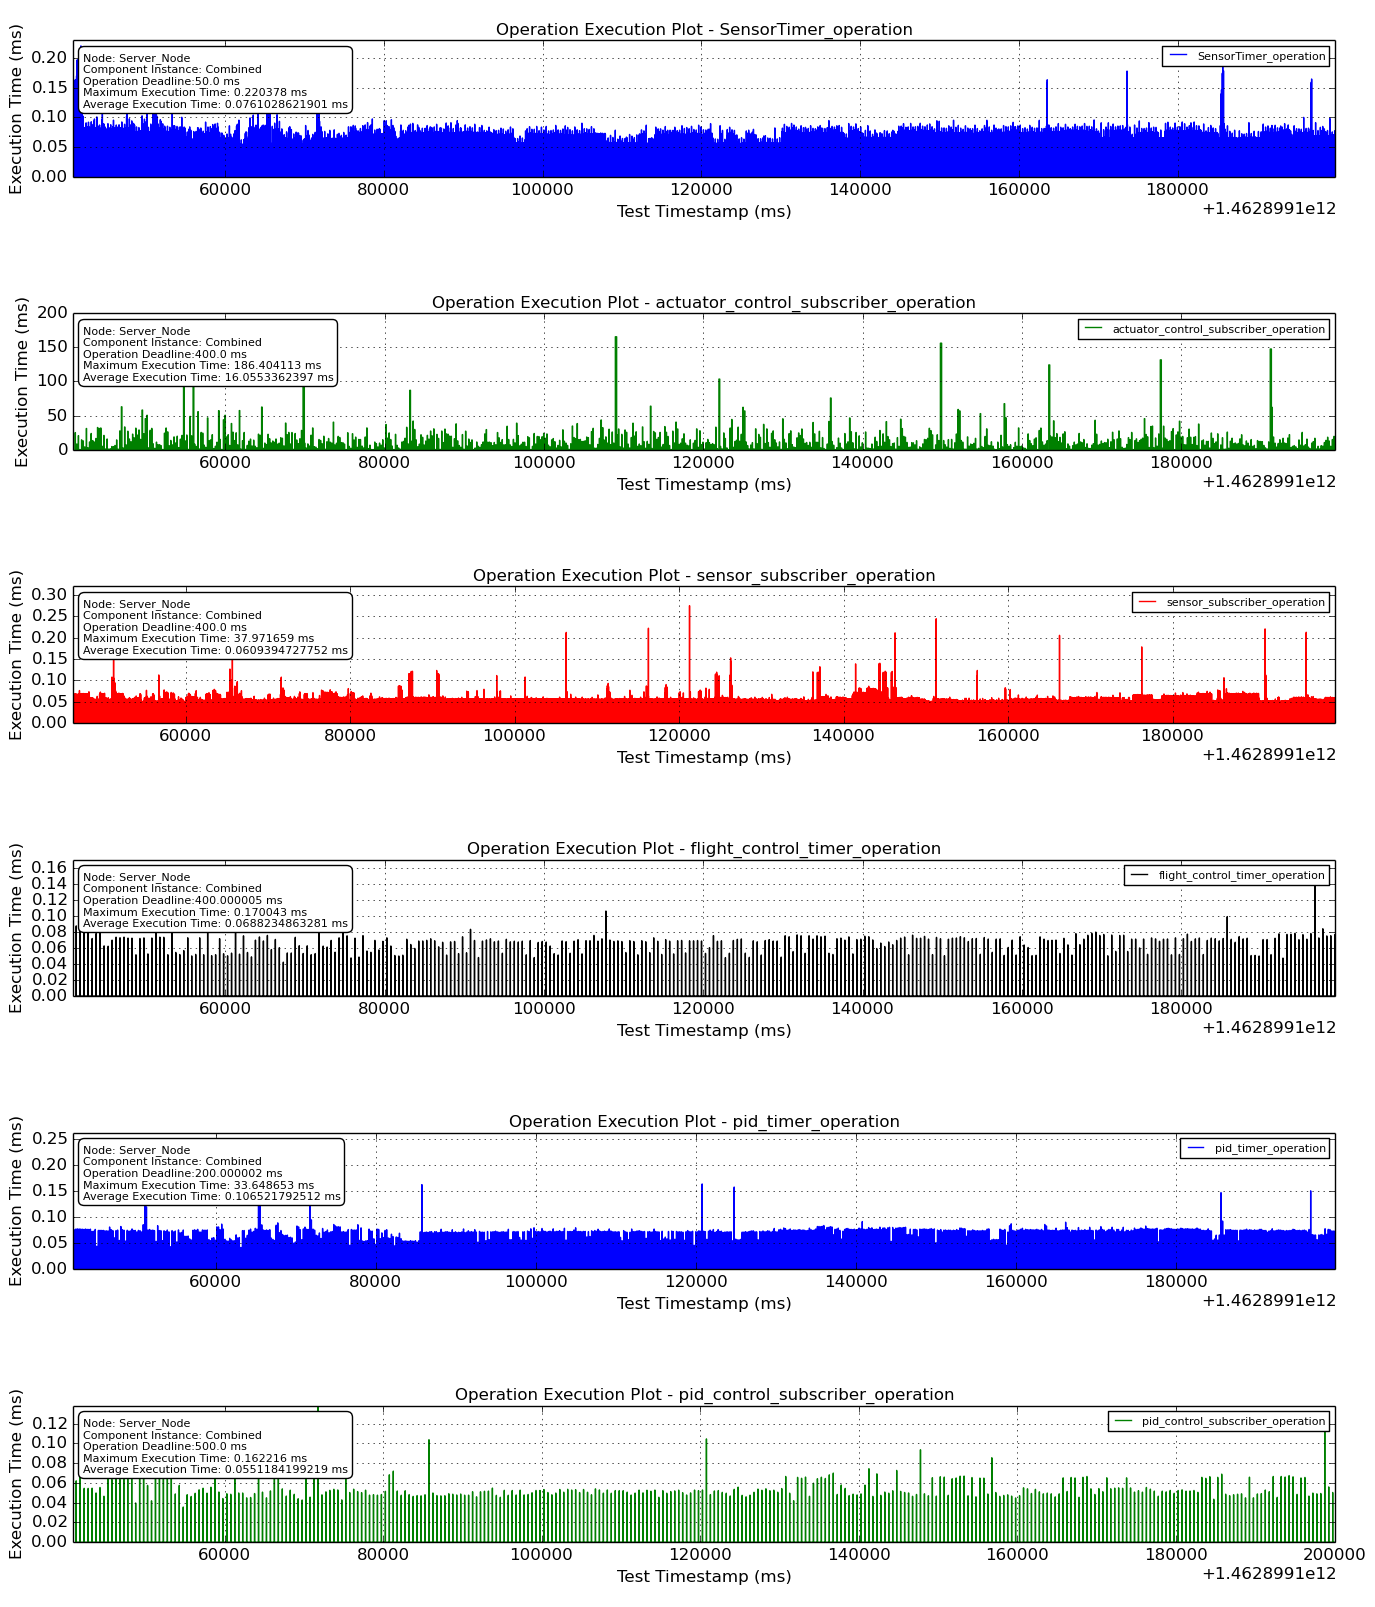 Operation Execution Plot - SensorTimer_operation
Execution Time (ms)
0.20
0.15
0.10
0.05
0.00
Node: Server_Node
Component Instance: Combined
Operation Deadline:50.0 ms
Maximum Execution Time: 0.220378 ms
Average Execution Time: 0.0761028621901 ms
SensorTimer_operation
60000 80000 100000 120000 140000 160000 180000
+1.4628991e12
Test Timestamp (ms)
Operation Execution Plot - actuator_control_subscriber_operation
Execution Time (ms)
200
150
100
50
0
Node: Server_Node
Component Instance: Combined
Operation Deadline:400.0 ms
Maximum Execution Time: 186.404113 ms
Average Execution Time: 16.0553362397 ms
actuator_control_subscriber_operation
60000 80000 100000 120000 140000 160000 180000
+1.4628991e12
Test Timestamp (ms)
Operation Execution Plot - sensor_subscriber_operation
Execution Time (ms)
0.30
0.25
0.20
0.15
0.10
0.05
0.00
Node: Server_Node
Component Instance: Combined
Operation Deadline:400.0 ms
Maximum Execution Time: 37.971659 ms
Average Execution Time: 0.0609394727752 ms
sensor_subscriber_operation
60000 80000 100000 120000 140000 160000 180000
+1.4628991e12
Test Timestamp (ms)
Operation Execution Plot - flight_control_timer_operation
Execution Time (ms)
0.16
0.14
0.12
0.10
0.08
0.06
0.04
0.02
0.00
Node: Server_Node
Component Instance: Combined
Operation Deadline:400.000005 ms
Maximum Execution Time: 0.170043 ms
Average Execution Time: 0.0688234863281 ms
flight_control_timer_operation
60000 80000 100000 120000 140000 160000 180000
+1.4628991e12
Test Timestamp (ms)
Operation Execution Plot - pid_timer_operation
Execution Time (ms)
0.25
0.20
0.15
0.10
0.05
0.00
Node: Server_Node
Component Instance: Combined
Operation Deadline:200.000002 ms
Maximum Execution Time: 33.648653 ms
Average Execution Time: 0.106521792512 ms
pid_timer_operation
60000 80000 100000 120000 140000 160000 180000
+1.4628991e12
Test Timestamp (ms)
Operation Execution Plot - pid_control_subscriber_operation
Execution Time (ms)
0.12
0.10
0.08
0.06
0.04
0.02
0.00
Node: Server_Node
Component Instance: Combined
Operation Deadline:500.0 ms
Maximum Execution Time: 0.162216 ms
Average Execution Time: 0.0551184199219 ms
pid_control_subscriber_operation
60000 80000 100000 120000 140000 160000 180000 200000
+1.4628991e12
Test Timestamp (ms)